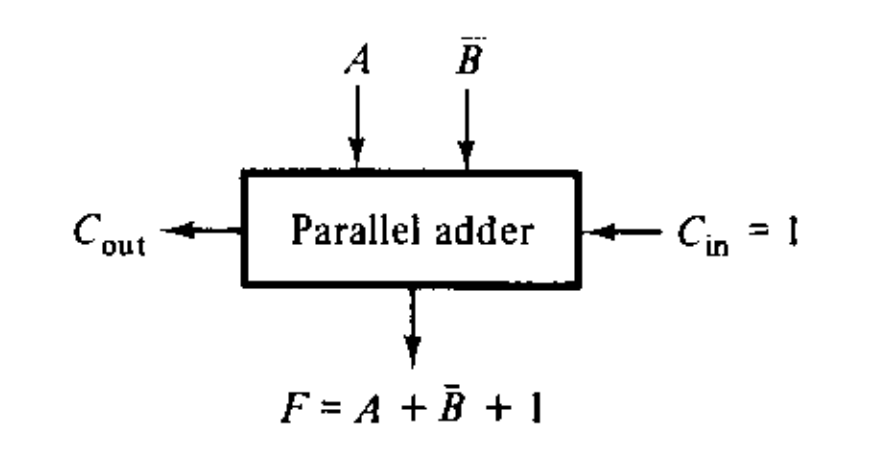 A B̅
C_out Parallel adder C_in = 1
F = A + B̅ + 1